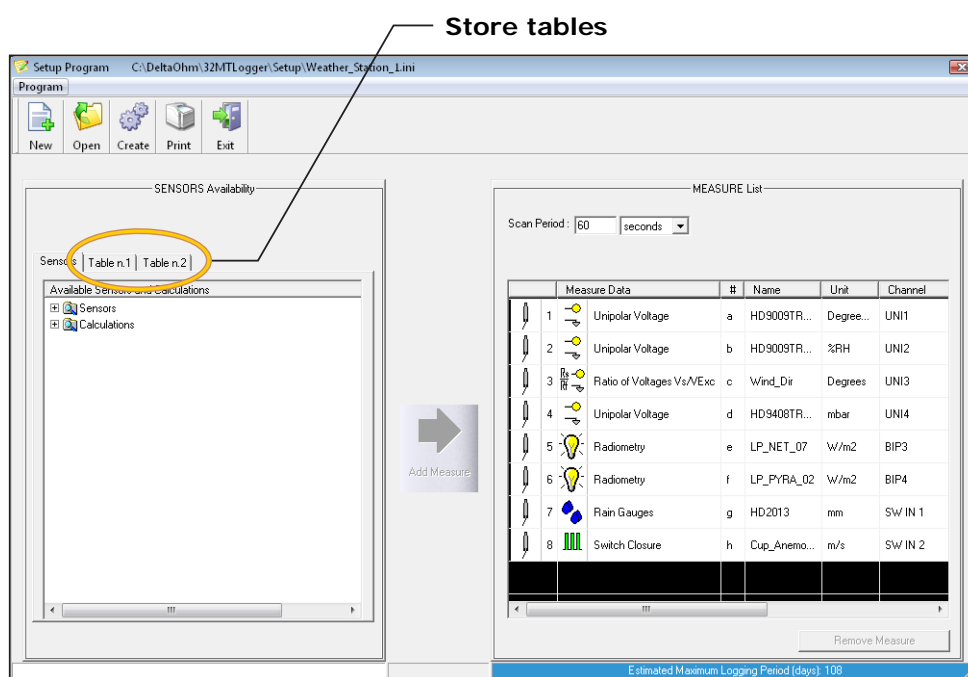 Store tables
Setup Program C:\DeltaOhm\32MTLogger\Setup\Weather_Station_1.ini
Program
New Open Create Print Exit
SENSORS Availability
MEASURE List
Scan Period : 60 seconds
Sensors Table n.1 Table n.2
Available Sensors and Calculations
Sensors
Calculations
Add Measure
Measure Data # Name Unit Channel
1 Unipolar Voltage a HD9009TR... Degree... UNI1
2 Unipolar Voltage b HD9009TR... %RH UNI2
3 Rs Rf Ratio of Voltages Vs/VExc c Wind_Dir Degrees UNI3
4 Unipolar Voltage d HD9408TR... mbar UNI4
5 Radiometry e LP_NET_07 W/m2 BIP3
6 Radiometry f LP_PYRA_02 W/m2 BIP4
7 Rain Gauges g HD2013 mm SW IN 1
8 Switch Closure h Cup_Anemo... m/s SW IN 2
Remove Measure
Estimated Maximum Logging Period (days): 108